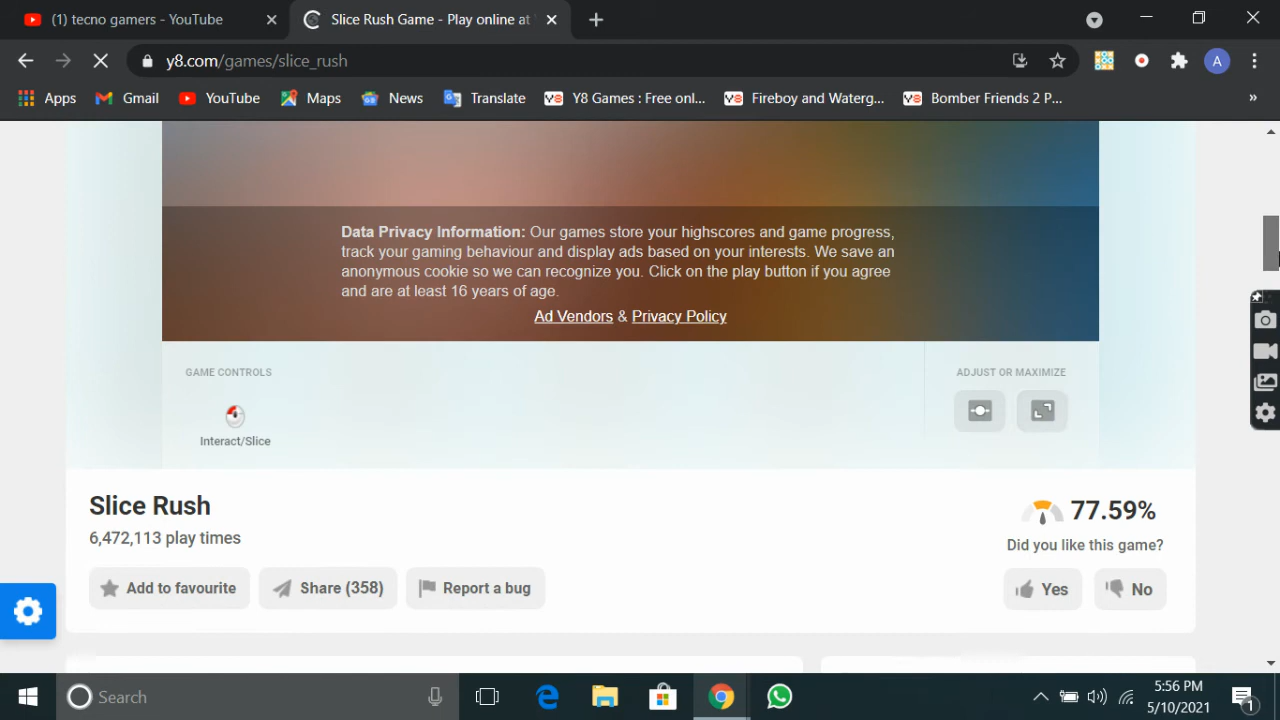 (1) tecno gamers - YouTube
Slice Rush Game - Play online at
y8.com/games/slice_rush
A
Apps
Gmail
YouTube
Maps
News
Translate
Y8 Games : Free onl...
Fireboy and Waterg...
Bomber Friends 2 P...
»
Data Privacy Information: Our games store your highscores and game progress,
track your gaming behaviour and display ads based on your interests. We save an
anonymous cookie so we can recognize you. Click on the play button if you agree
and are at least 16 years of age.
Ad Vendors & Privacy Policy
GAME CONTROLS
ADJUST OR MAXIMIZE
Interact/Slice
Slice Rush
77.59%
6,472,113 play times
Did you like this game?
Add to favourite
Share (358)
Report a bug
Yes
No
Search
5:56 PM
5/10/2021
1